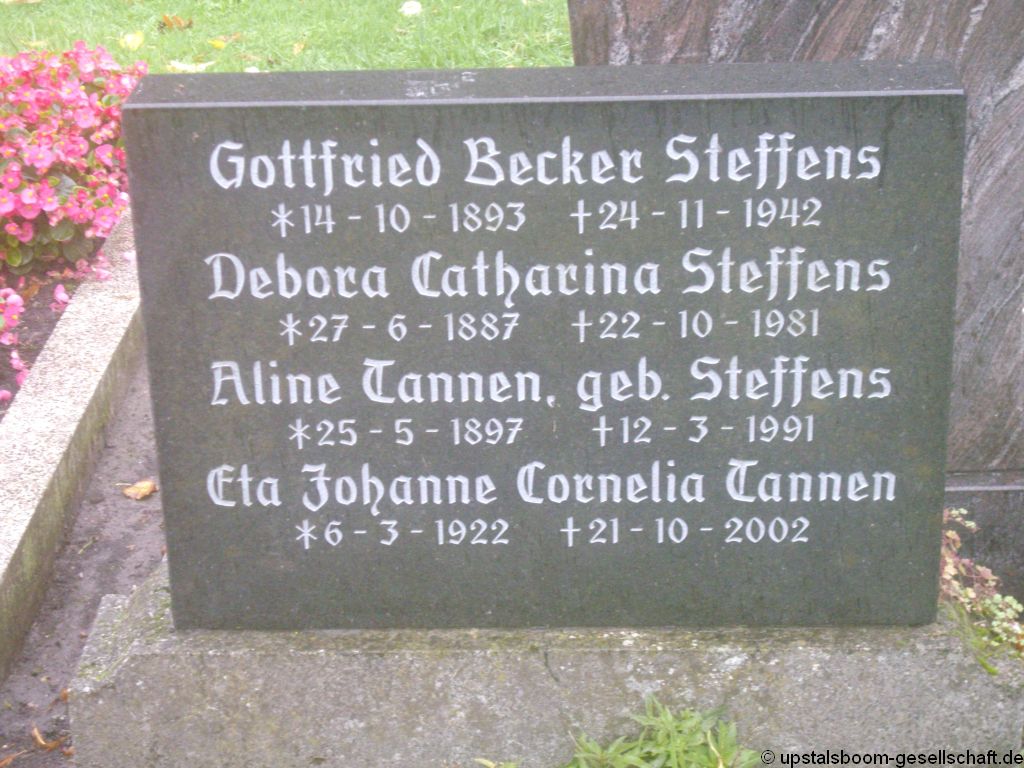 Gottfried Becker Steffens
*14 - 10 - 1893 †24 - 11 - 1942
Debora Catharina Steffens
*27 - 6 - 1887 †22 - 10 - 1981
Aline Tannen, geb. Steffens
*25 - 5 - 1897 †12 - 3 - 1991
Eta Johanne Cornelia Tannen
*6 - 3 - 1922 †21 - 10 - 2002
© upstalsboom-gesellschaft.de